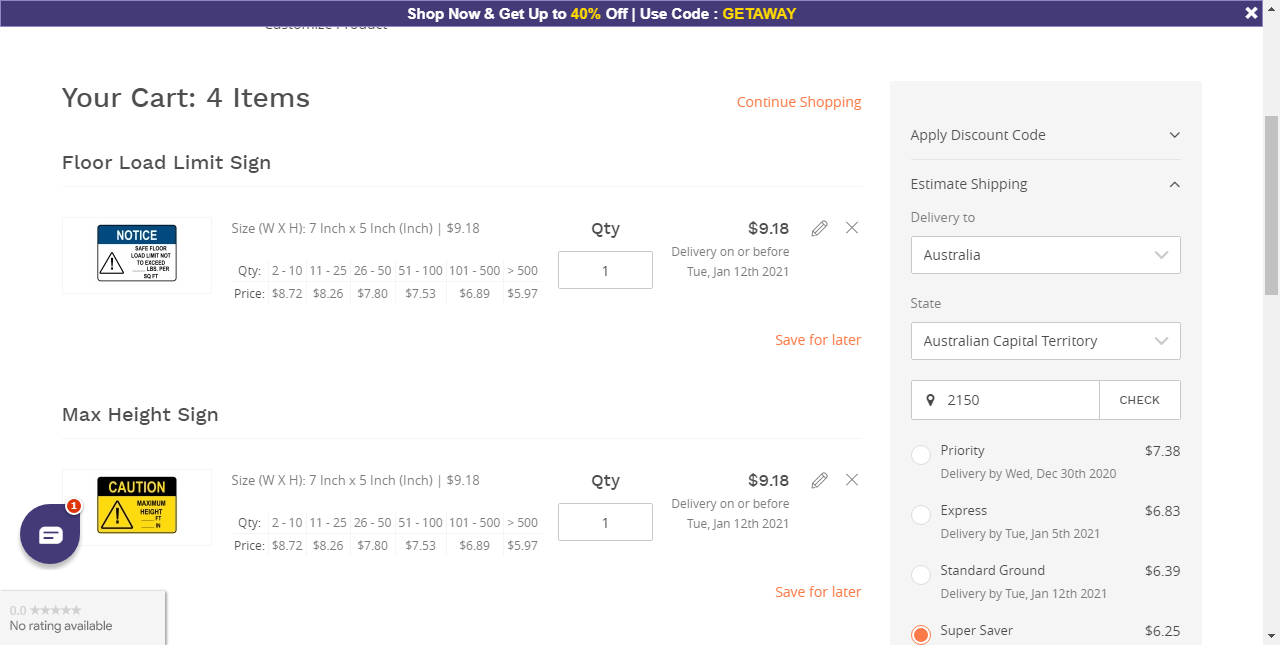 Shop Now & Get Up to 40% Off | Use Code : GETAWAY
Customize Product
Your Cart: 4 Items
Continue Shopping
Floor Load Limit Sign
NOTICE
SAFE FLOOR
LOAD LIMIT NOT
TO EXCEED
___ LBS. PER
SQ FT
Size (W X H): 7 Inch x 5 Inch (Inch) | $9.18
Qty: 2 - 10 11 - 25 26 - 50 51 - 100 101 - 500 > 500
Price: $8.72 $8.26 $7.80 $7.53 $6.89 $5.97
Qty
1
$9.18
Delivery on or before
Tue, Jan 12th 2021
Save for later
Max Height Sign
CAUTION
MAXIMUM
HEIGHT
___ FT
___ IN
Size (W X H): 7 Inch x 5 Inch (Inch) | $9.18
Qty: 2 - 10 11 - 25 26 - 50 51 - 100 101 - 500 > 500
Price: $8.72 $8.26 $7.80 $7.53 $6.89 $5.97
Qty
1
$9.18
Delivery on or before
Tue, Jan 12th 2021
Save for later
1
0.0 ★★★★★
No rating available
Apply Discount Code
Estimate Shipping
Delivery to
Australia
State
Australian Capital Territory
2150 CHECK
Priority $7.38
Delivery by Wed, Dec 30th 2020
Express $6.83
Delivery by Tue, Jan 5th 2021
Standard Ground $6.39
Delivery by Tue, Jan 12th 2021
Super Saver $6.25